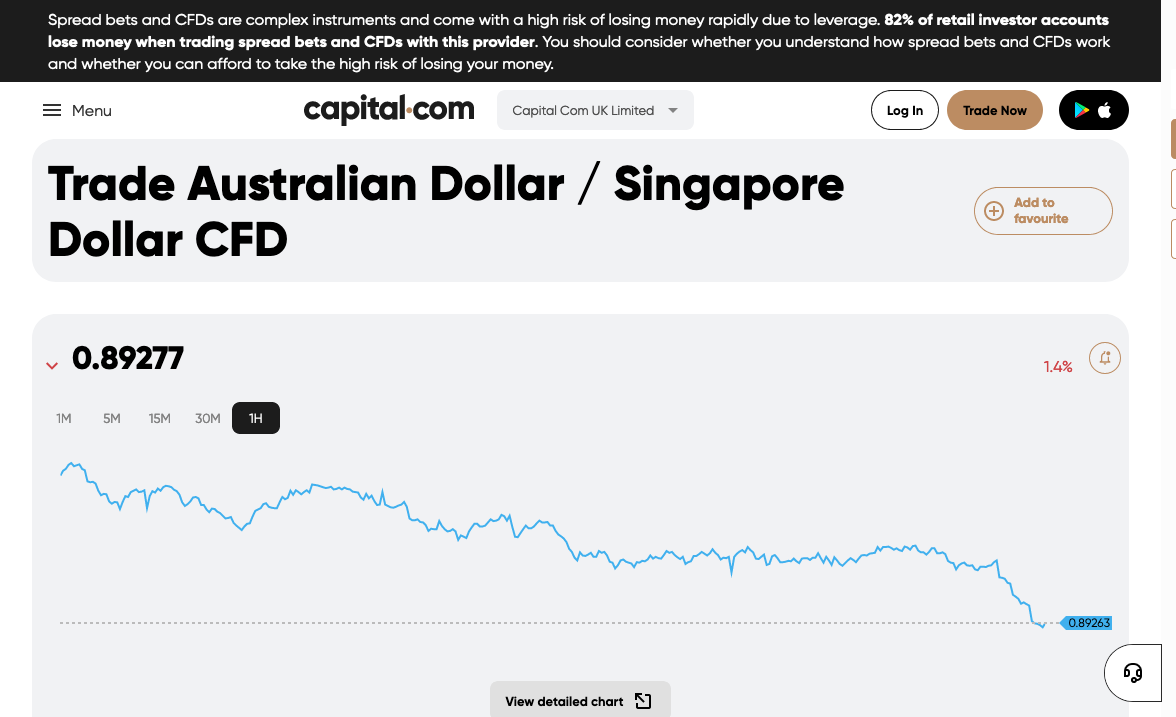 Spread bets and CFDs are complex instruments and come with a high risk of losing money rapidly due to leverage. 82% of retail investor accounts
lose money when trading spread bets and CFDs with this provider. You should consider whether you understand how spread bets and CFDs work
and whether you can afford to take the high risk of losing your money.
Menu
capital.com
Capital Com UK Limited
Log In
Trade Now
Trade Australian Dollar / Singapore
Dollar CFD
Add to
favourite
0.89277
1.4%
1M
5M
15M
30M
1H
0.89263
View detailed chart